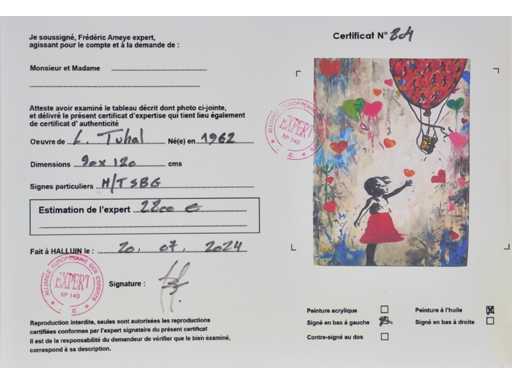 Je soussigné, Frédéric Ameye expert,
agissant pour le compte et à la demande de :
Monsieur et Madame
Atteste avoir examiné le tableau décrit dont photo ci-jointe,
et délivré le présent certificat d'expertise qui tient lieu également
de certificat d' authenticité
Oeuvre de L. Tuhal Né(e) en 1962
Dimensions 90x120 cms
Signes particuliers H/TSBG
Estimation de l'expert 2200 €
Fait à HALLUIN le : 20. 07. 2024
Signature :
EXPERT
N° 140
Reproduction interdite, seules sont autorisées les reproductions
certifiées conformes par l'expert signataire du présent certificat
Il est de la responsabilité du demandeur de vérifier que le bien examiné,
correspond à sa description.
Certificat N° 204
EXPERT
N° 140
Peinture acrylique
Peinture à l'huile
Signé en bas à gauche
Signé en bas à droite
Contre-signé au dos